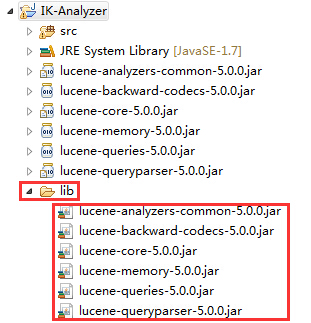 IK-Analyzer
src
JRE System Library [JavaSE-1.7]
lucene-analyzers-common-5.0.0.jar
lucene-backward-codecs-5.0.0.jar
lucene-core-5.0.0.jar
lucene-memory-5.0.0.jar
lucene-queries-5.0.0.jar
lucene-queryparser-5.0.0.jar
lib
lucene-analyzers-common-5.0.0.jar
lucene-backward-codecs-5.0.0.jar
lucene-core-5.0.0.jar
lucene-memory-5.0.0.jar
lucene-queries-5.0.0.jar
lucene-queryparser-5.0.0.jar